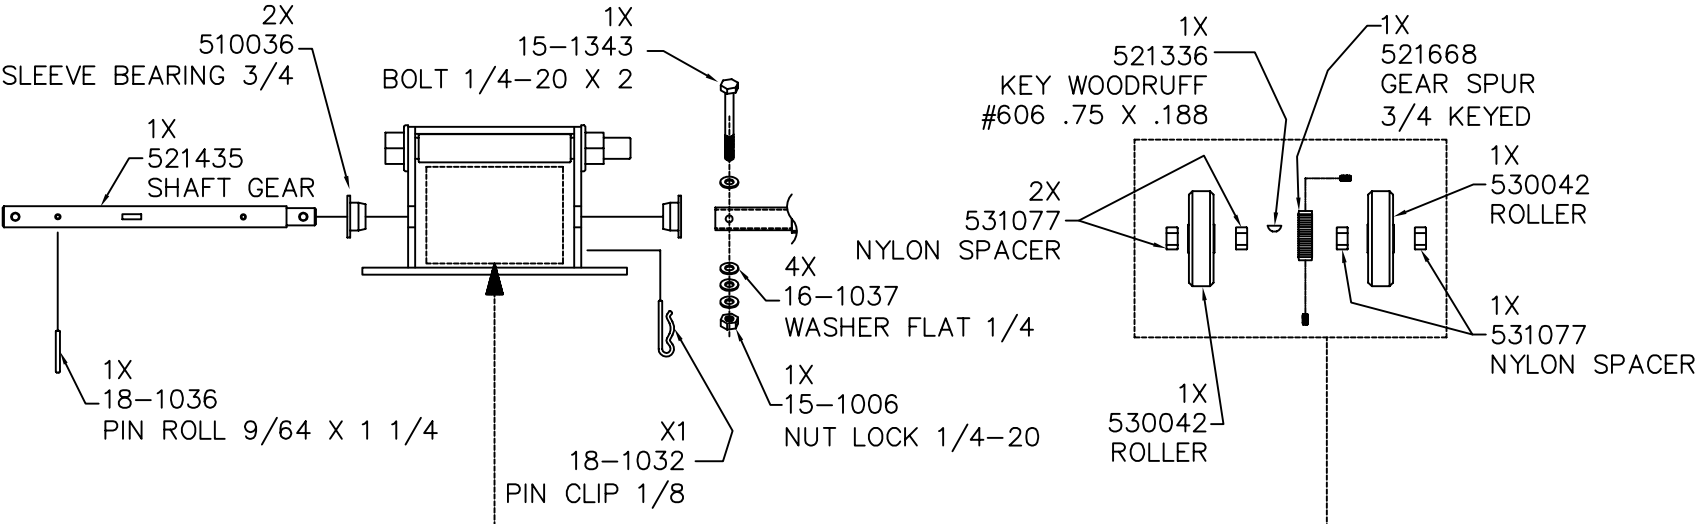 2X
510036
SLEEVE BEARING 3/4
1X
15-1343
BOLT 1/4-20 X 2
1X
521336
KEY WOODRUFF
#606 .75 X .188
1X
521668
GEAR SPUR
3/4 KEYED
1X
521435
SHAFT GEAR
1X
530042
ROLLER
2X
531077
NYLON SPACER
4X
16-1037
WASHER FLAT 1/4
1X
531077
NYLON SPACER
1X
18-1036
PIN ROLL 9/64 X 1 1/4
1X
15-1006
NUT LOCK 1/4-20
1X
530042
ROLLER
X1
18-1032
PIN CLIP 1/8